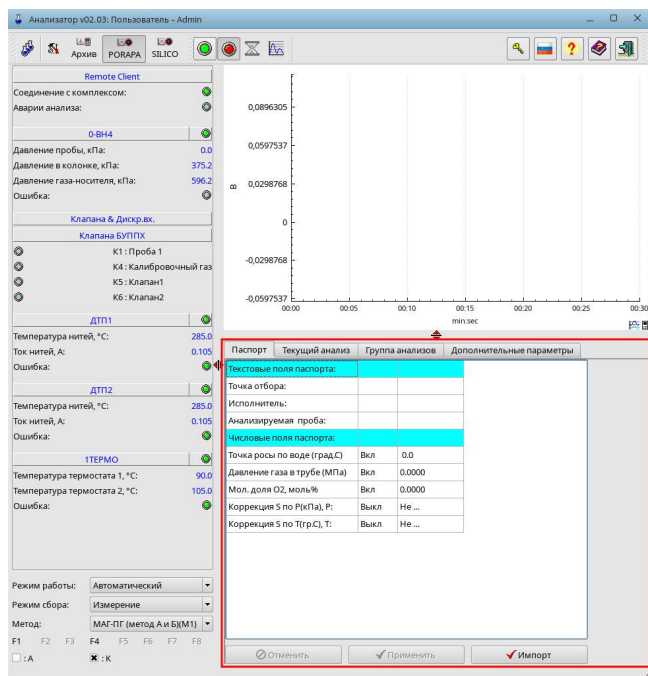 Анализатор v02.03: Пользователь – Admin
Архив PORAPA SILICO
Remote Client
Соединение с комплексом:
Аварии анализа:
0-ВН4
Давление пробы, кПа: 0.0
Давление в колонке, кПа: 375.2
Давление газа-носителя, кПа: 596.2
Ошибка:
Клапана & Дискр.вх.
Клапана БУППХ
К1 : Проба 1
К4 : Калибровочный газ
К5 : Клапан1
К6 : Клапан2
ДТП1
Температура нитей, °C: 285.0
Ток нитей, А: 0.105
Ошибка:
ДТП2
Температура нитей, °C: 285.0
Ток нитей, А: 0.105
Ошибка:
1ТЕРМО
Температура термостата 1, °C: 90.0
Температура термостата 2, °C: 105.0
Ошибка:
Режим работы: Автоматический
Режим сбора: Измерение
Метод: МАГ-ПГ (метод А и Б)(М1)
F1 F2 F3 F4 F5 F6 F7 F8
: А : К
0,0896305
0,0597537
0,0298768
0
-0,0298768
-0,0597537
В
00:00 00:05 00:10 00:15 00:20 00:25 00:30
min:sec
Паспорт Текущий анализ Группа анализов Дополнительные параметры
Текстовые поля паспорта:
Точка отбора:
Исполнитель:
Анализируемая проба:
Числовые поля паспорта:
Точка росы по воде (град.С) Вкл 0.0
Давление газа в трубе (МПа) Вкл 0.0000
Мол. доля О2, моль% Вкл 0.0000
Коррекция S по P(кПа), P: Выкл Не ...
Коррекция S по Т(гр.С), Т: Выкл Не ...
Отменить Применить Импорт